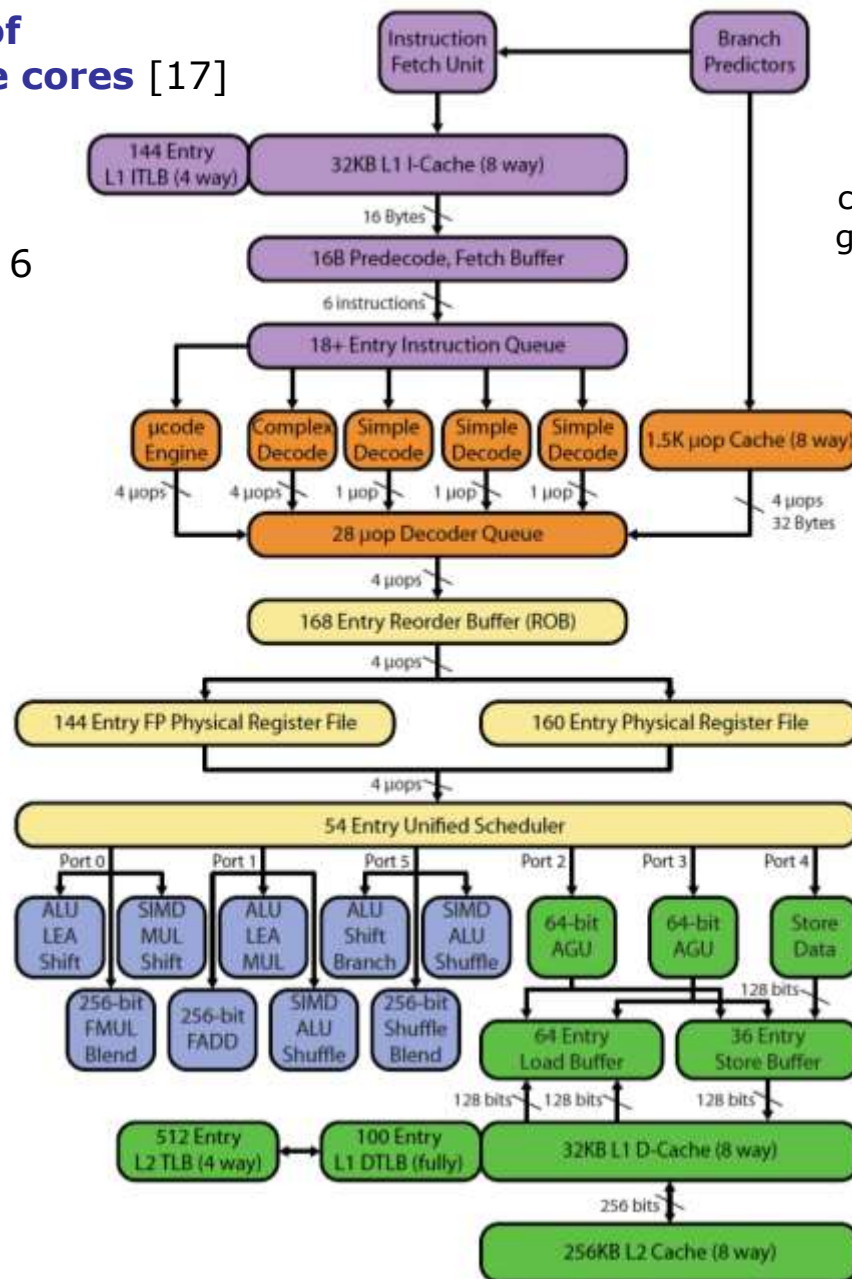 of
e cores [17]
Instruction
Fetch Unit
Branch
Predictors
144 Entry
L1 ITLB (4 way)
32KB L1 I-Cache (8 way)
c
g
16 Bytes
6
16B Predecode, Fetch Buffer
6 instructions
18+ Entry Instruction Queue
µcode
Engine
Complex
Decode
Simple
Decode
Simple
Decode
Simple
Decode
1.5K µop Cache (8 way)
4 µops
4 µops
1 µop
1 µop
1 µop
4 µops
32 Bytes
28 µop Decoder Queue
4 µops
168 Entry Reorder Buffer (ROB)
4 µops
144 Entry FP Physical Register File
160 Entry Physical Register File
4 µops
54 Entry Unified Scheduler
Port 0
Port 1
Port 5
Port 2
Port 3
Port 4
ALU
LEA
Shift
SIMD
MUL
Shift
ALU
LEA
MUL
ALU
Shift
Branch
SIMD
ALU
Shuffle
64-bit
AGU
64-bit
AGU
Store
Data
128 bits
256-bit
FMUL
Blend
256-bit
FADD
SIMD
ALU
Shuffle
256-bit
Shuffle
Blend
64 Entry
Load Buffer
36 Entry
Store Buffer
128 bits
128 bits
128 bits
512 Entry
L2 TLB (4 way)
100 Entry
L1 DTLB (fully)
32KB L1 D-Cache (8 way)
256 bits
256KB L2 Cache (8 way)